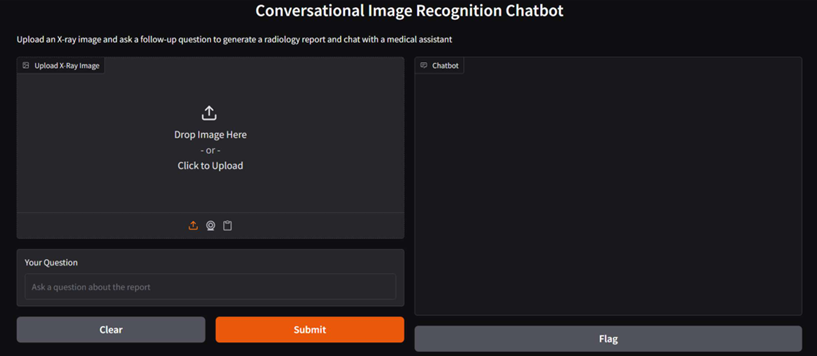 Conversational Image Recognition Chatbot
Upload an X-ray image and ask a follow-up question to generate a radiology report and chat with a medical assistant
Upload X-Ray Image
Drop Image Here
- or -
Click to Upload
Your Question
Ask a question about the report
Clear
Submit
Chatbot
Flag